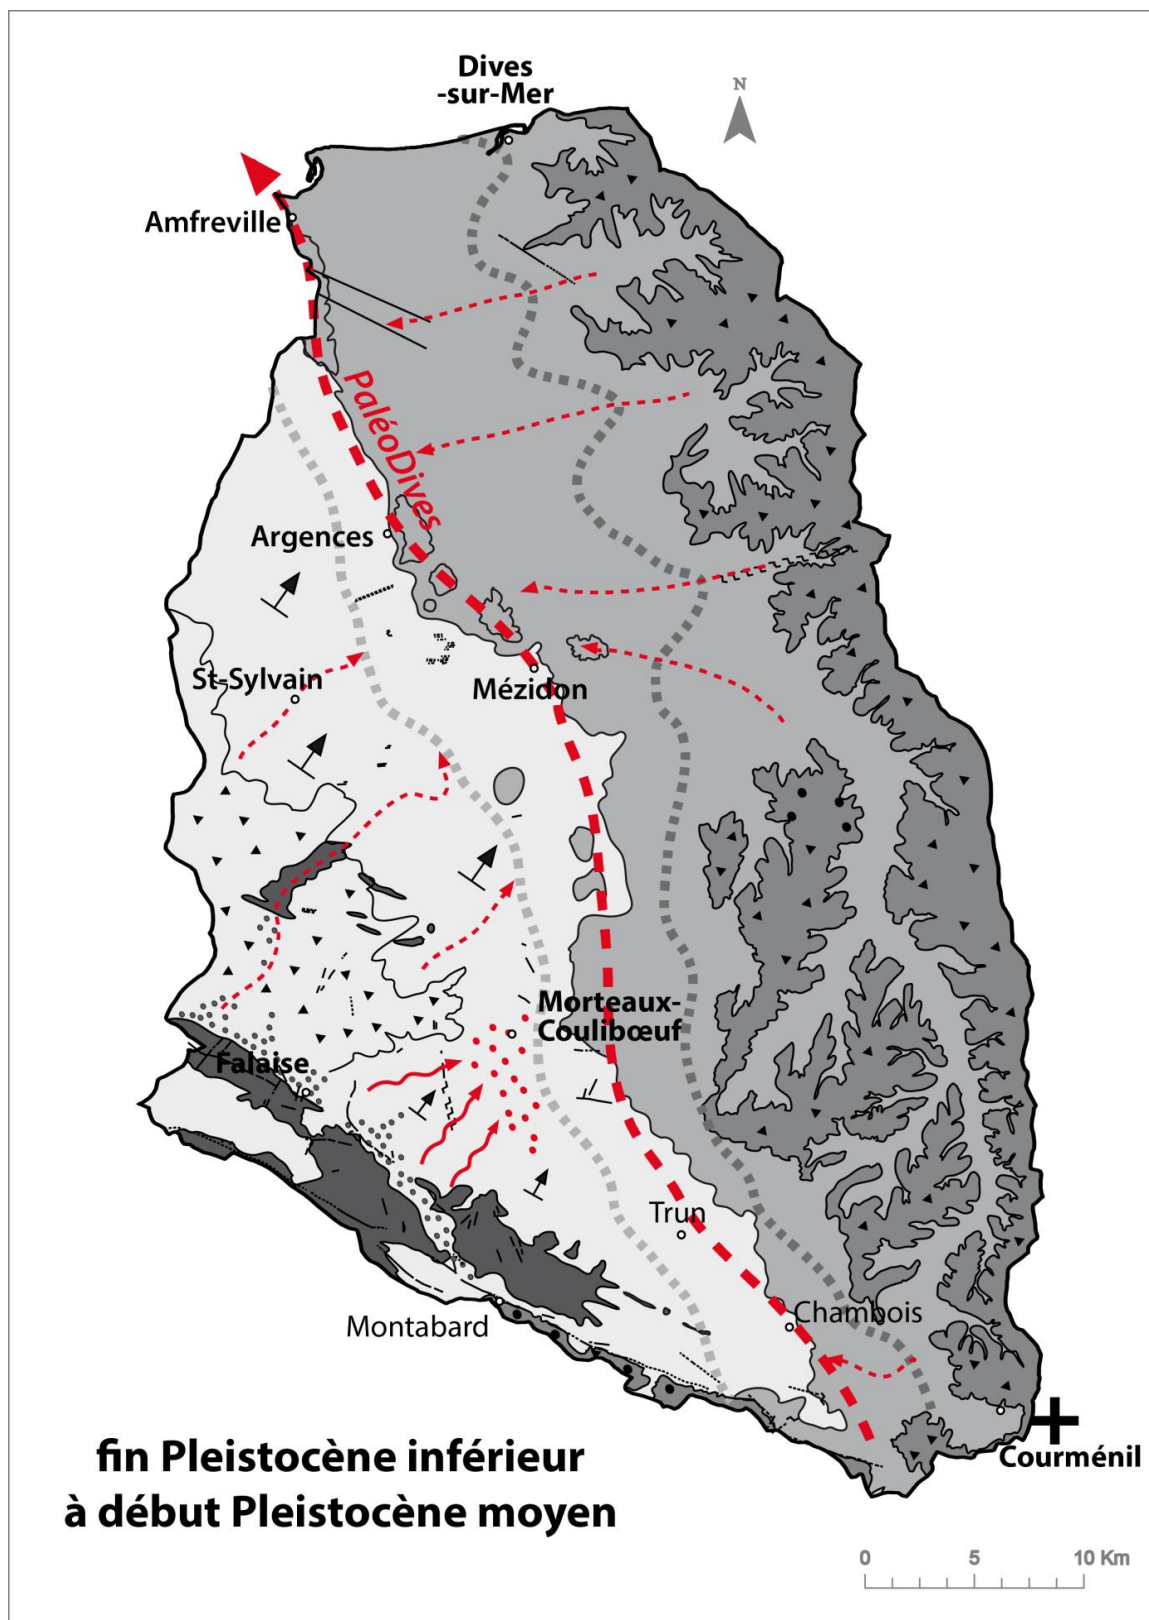 Dives
-sur-Mer
N
Amfreville
PaléoDives
Argences
St-Sylvain
Mézidon
Morteaux-
Coulibœuf
Falaise
Trun
Chambois
Montabard
Courménil
fin Pleistocène inférieur
à début Pleistocène moyen
0 5 10 Km